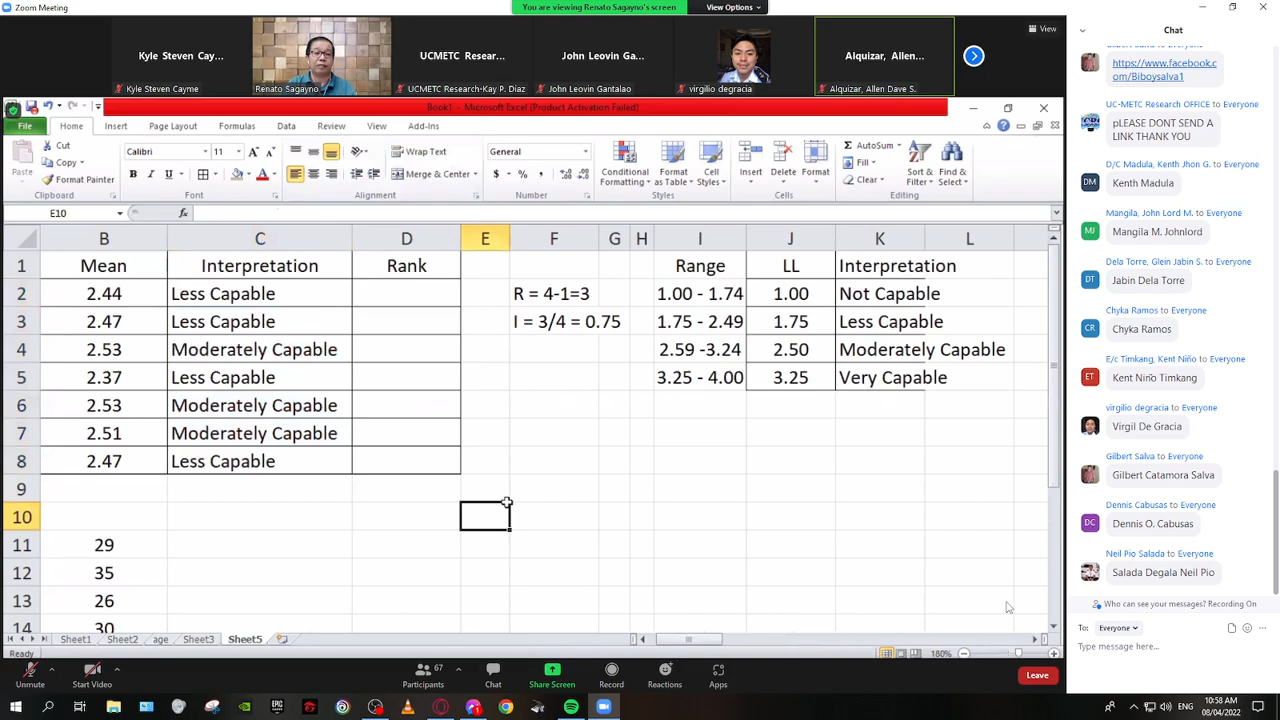 Zoom Meeting
You are viewing Renato Sagayno's screen
View Options
Kyle Steven Cay...
UCMETC Resear...
John Leovin Ga...
Alquizar, Allen...
View
Kyle Steven Cayme
Renato Sagayno
UCMETC Research-Kay P. Diaz
John Leovin Gantalao
virgilio degracia
Alquizar, Allen Dave S.
Book1 - Microsoft Excel (Product Activation Failed)
File Home Insert Page Layout Formulas Data Review View Add-Ins
Paste
Cut
Copy
Format Painter
Calibri 11
B I U
Wrap Text
Merge & Center
General
$ % ,
Conditional Formatting
Format as Table
Cell Styles
Insert Delete Format
AutoSum
Fill
Clear
Sort & Filter
Find & Select
Clipboard Font Alignment Number Styles Cells Editing
E10 fx
B C D E F G H I J K L
1 Mean Interpretation Rank Range LL Interpretation
2 2.44 Less Capable R = 4-1=3 1.00 - 1.74 1.00 Not Capable
3 2.47 Less Capable I = 3/4 = 0.75 1.75 - 2.49 1.75 Less Capable
4 2.53 Moderately Capable 2.59 -3.24 2.50 Moderately Capable
5 2.37 Less Capable 3.25 - 4.00 3.25 Very Capable
6 2.53 Moderately Capable
7 2.51 Moderately Capable
8 2.47 Less Capable
9
10
11 29
12 35
13 26
14 30
Sheet1 Sheet2 age Sheet3 Sheet5
Ready 180%
Unmute
Start Video
67
Participants
Chat
Share Screen
Record
Reactions
Apps
Leave
Chat
https://www.facebook.c
om/Biboysalva1
UC-METC Research OFFICE to Everyone
pLEASE DONT SEND A
LINK THANK YOU
D/C Madula, Kenth Jhon G. to Everyone
DM Kenth Madula
Mangila, John Lord M. to Everyone
MJ Mangila M. Johnlord
Dela Torre, Glein Jabin S. to Everyone
DT Jabin Dela Torre
Chyka Ramos to Everyone
CR Chyka Ramos
E/c Timkang, Kent Niño to Everyone
ET Kent Nino Timkang
virgilio degracia to Everyone
Virgil De Gracia
Gilbert Salva to Everyone
Gilbert Catamora Salva
Dennis Cabusas to Everyone
DC Dennis O. Cabusas
Neil Pio Salada to Everyone
Salada Degala Neil Pio
Who can see your messages? Recording On
To: Everyone
Type message here...
ENG
10:58 AM
08/04/2022